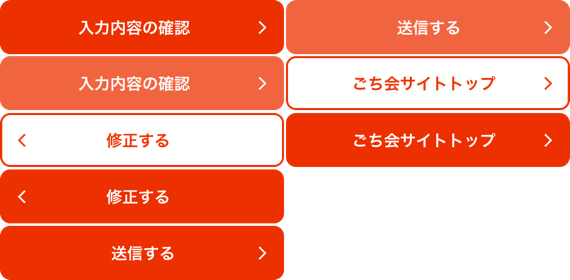 入力内容の確認
入力内容の確認
修正する
修正する
送信する
送信する
ごち会サイトトップ
ごち会サイトトップ